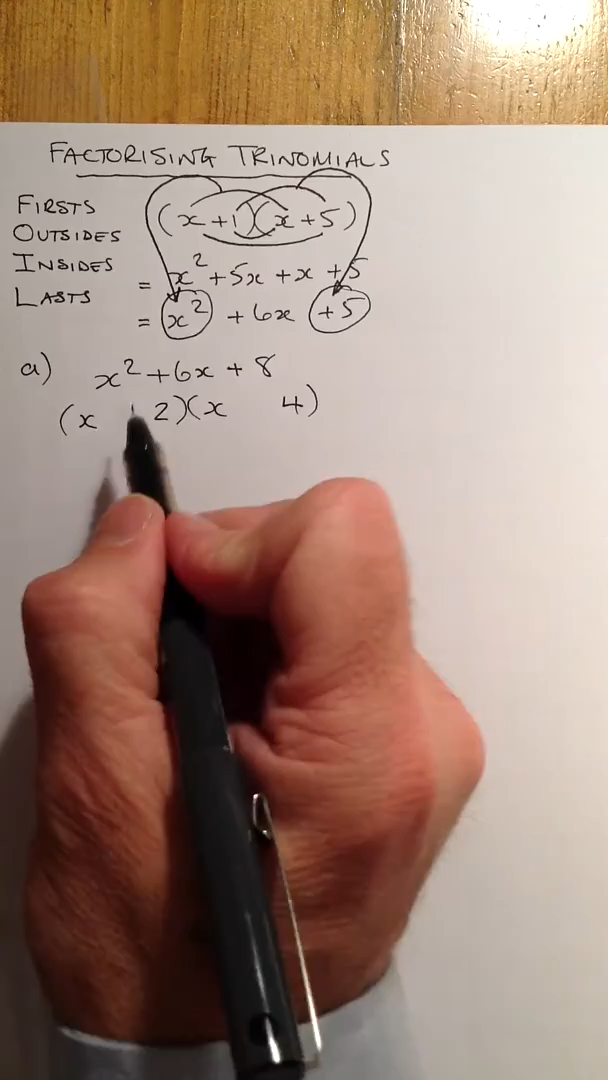 FACTORISING TRINOMIALS
FIRSTS
OUTSIDES
INSIDES
LASTS
(x +1)(x +5)
= x² +5x +x +5
= x² + 6x +5
a) x² +6x + 8
(x 2)(x 4)